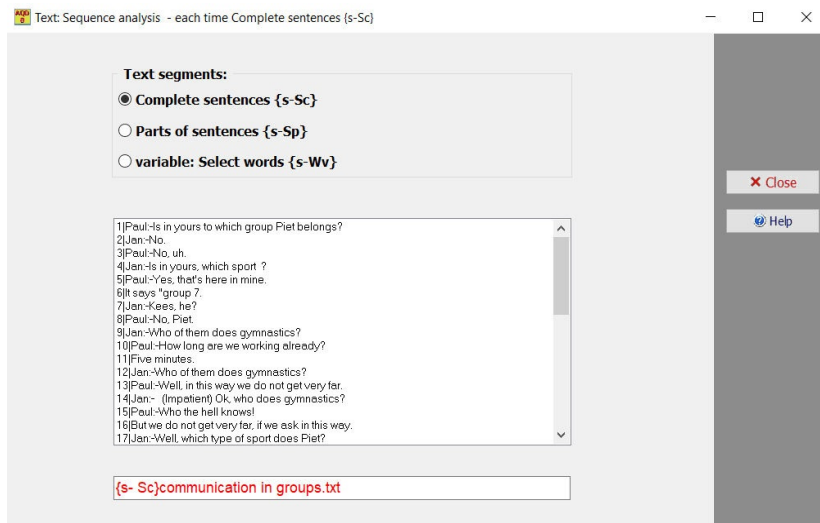 AQUAD 8
Text: Sequence analysis - each time Complete sentences {s-Sc}
Text segments:
Complete sentences {s-Sc}
Parts of sentences {s-Sp}
variable: Select words {s-Wv}
Close
Help
1|Paul:-Is in yours to which group Piet belongs?
2|Jan:-No.
3|Paul:-No, uh.
4|Jan:-Is in yours, which sport ?
5|Paul:-Yes, that's here in mine.
6|It says "group 7.
7|Jan:-Kees, he?
8|Paul:-No, Piet.
9|Jan:-Who of them does gymnastics?
10|Paul:-How long are we working already?
11|Five minutes.
12|Jan:-Who of them does gymnastics?
13|Paul:-Well, in this way we do not get very far.
14|Jan:- (Impatient) Ok, who does gymnastics?
15|Paul:-Who the hell knows!
16|But we do not get very far, if we ask in this way.
17|Jan:-Well, which type of sport does Piet?
{s- Sc}communication in groups.txt